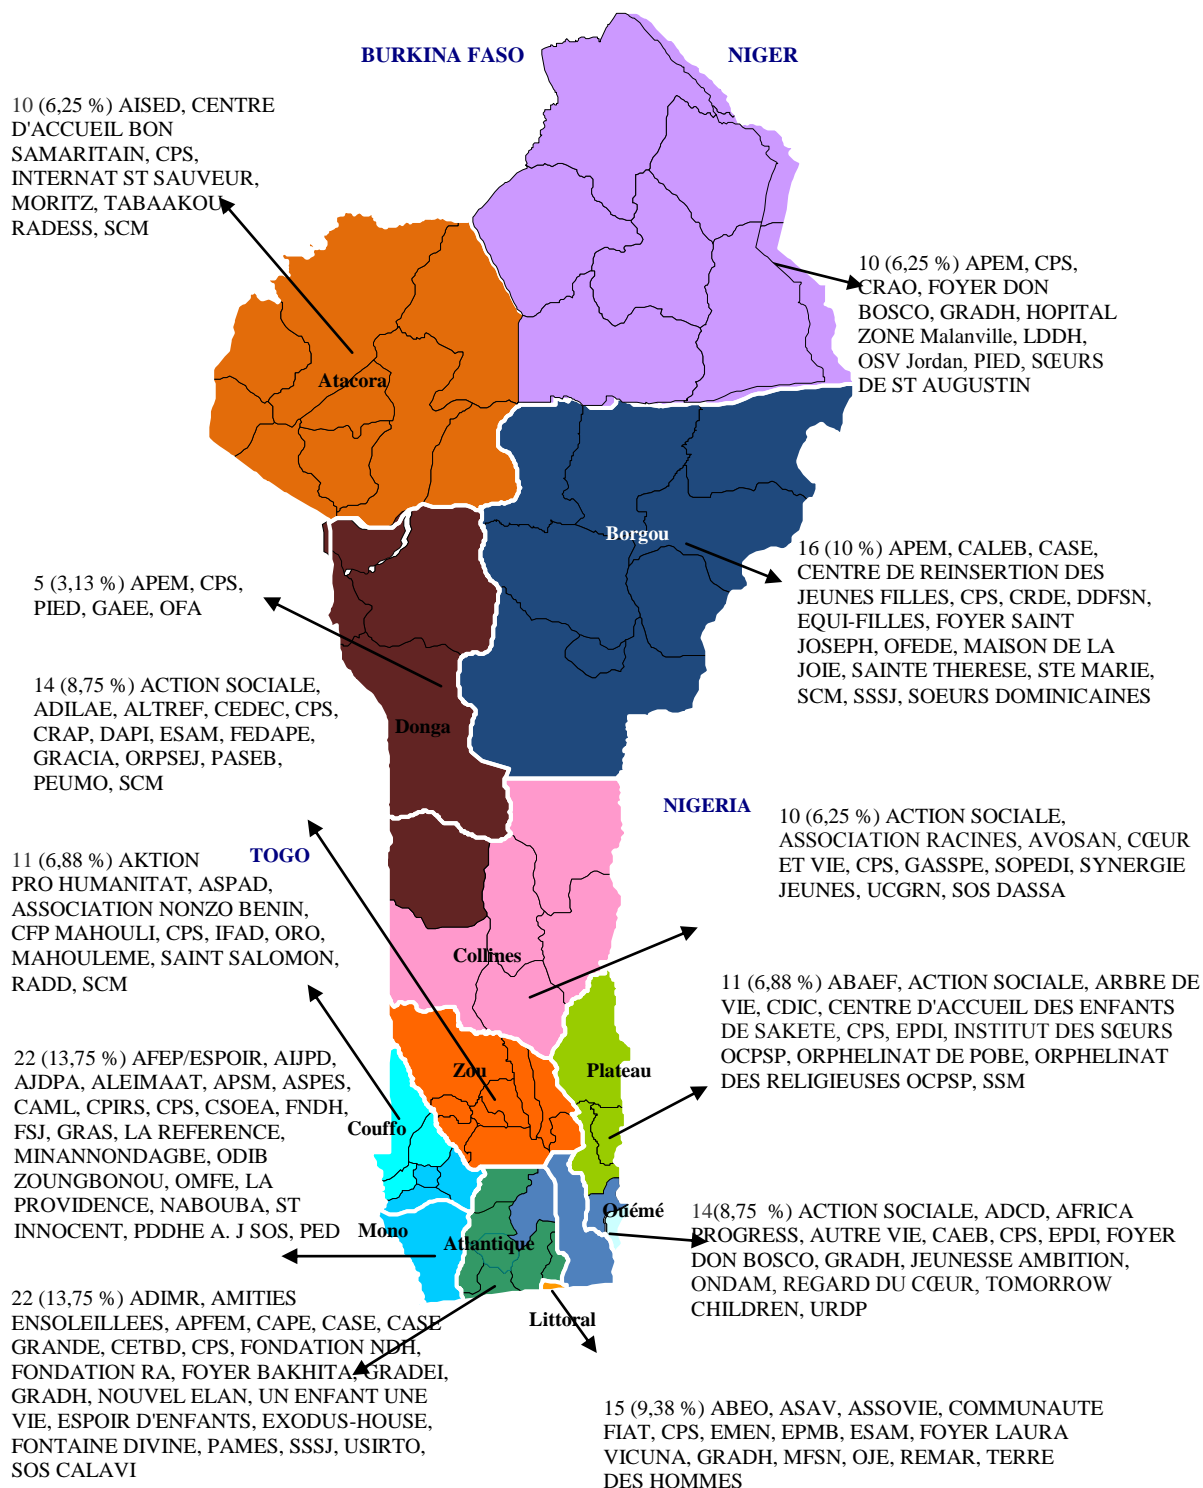 BURKINA FASO
NIGER
10 (6,25 %) AISED, CENTRE
D'ACCUEIL BON
SAMARITAIN, CPS,
INTERNAT ST SAUVEUR,
MORITZ, TABAAKOU
RADESS, SCM
10 (6,25 %) APEM, CPS,
CRAO, FOYER DON
BOSCO, GRADH, HOPITAL
ZONE Malanville, LDDH,
OSV Jordan, PIED, SŒURS
DE ST AUGUSTIN
Atacora
Borgou
16 (10 %) APEM, CALEB, CASE,
CENTRE DE REINSERTION DES
JEUNES FILLES, CPS, CRDE, DDFSN,
EQUI-FILLES, FOYER SAINT
JOSEPH, OFEDE, MAISON DE LA
JOIE, SAINTE THERESE, STE MARIE,
SCM, SSSJ, SOEURS DOMINICAINES
5 (3,13 %) APEM, CPS,
PIED, GAEE, OFA
14 (8,75 %) ACTION SOCIALE,
ADILAE, ALTREF, CEDEC, CPS,
CRAP, DAPI, ESAM, FEDAPE,
GRACIA, ORPSEJ, PASEB,
PEUMO, SCM
Donga
NIGERIA
10 (6,25 %) ACTION SOCIALE,
ASSOCIATION RACINES, AVOSAN, CŒUR
ET VIE, CPS, GASSPE, SOPEDI, SYNERGIE
JEUNES, UCGRN, SOS DASSA
TOGO
11 (6,88 %) AKTION
PRO HUMANITAT, ASPAD,
ASSOCIATION NONZO BENIN,
CFP MAHOULI, CPS, IFAD, ORO,
MAHOULEME, SAINT SALOMON,
RADD, SCM
Collines
11 (6,88 %) ABAEF, ACTION SOCIALE, ARBRE DE
VIE, CDIC, CENTRE D'ACCUEIL DES ENFANTS
DE SAKETE, CPS, EPDI, INSTITUT DES SŒURS
OCPSP, ORPHELINAT DE POBE, ORPHELINAT
DES RELIGIEUSES OCPSP, SSM
22 (13,75 %) AFEP/ESPOIR, AIJPD,
AJDPA, ALEIMAAT, APSM, ASPES,
CAML, CPIRS, CPS, CSOEA, FNDH,
FSJ, GRAS, LA REFERENCE,
MINANNONDAGBE, ODIB
ZOUNGBONOU, OMFE, LA
PROVIDENCE, NABOUBA, ST
INNOCENT, PDDHE A. J SOS, PED
Zou
Plateau
Couffo
Mono
Atlantique
Ouémé
Littoral
14(8,75 %) ACTION SOCIALE, ADCD, AFRICA
PROGRESS, AUTRE VIE, CAEB, CPS, EPDI, FOYER
DON BOSCO, GRADH, JEUNESSE AMBITION,
ONDAM, REGARD DU CŒUR, TOMORROW
CHILDREN, URDP
22 (13,75 %) ADIMR, AMITIES
ENSOLEILLEES, APFEM, CAPE, CASE, CASE
GRANDE, CETBD, CPS, FONDATION NDH,
FONDATION RA, FOYER BAKHITA, GRADEI,
GRADH, NOUVEL ELAN, UN ENFANT UNE
VIE, ESPOIR D'ENFANTS, EXODUS-HOUSE,
FONTAINE DIVINE, PAMES, SSSJ, USIRTO,
SOS CALAVI
15 (9,38 %) ABEO, ASAV, ASSOVIE, COMMUNAUTE
FIAT, CPS, EMEN, EPMB, ESAM, FOYER LAURA
VICUNA, GRADH, MFSN, OJE, REMAR, TERRE
DES HOMMES